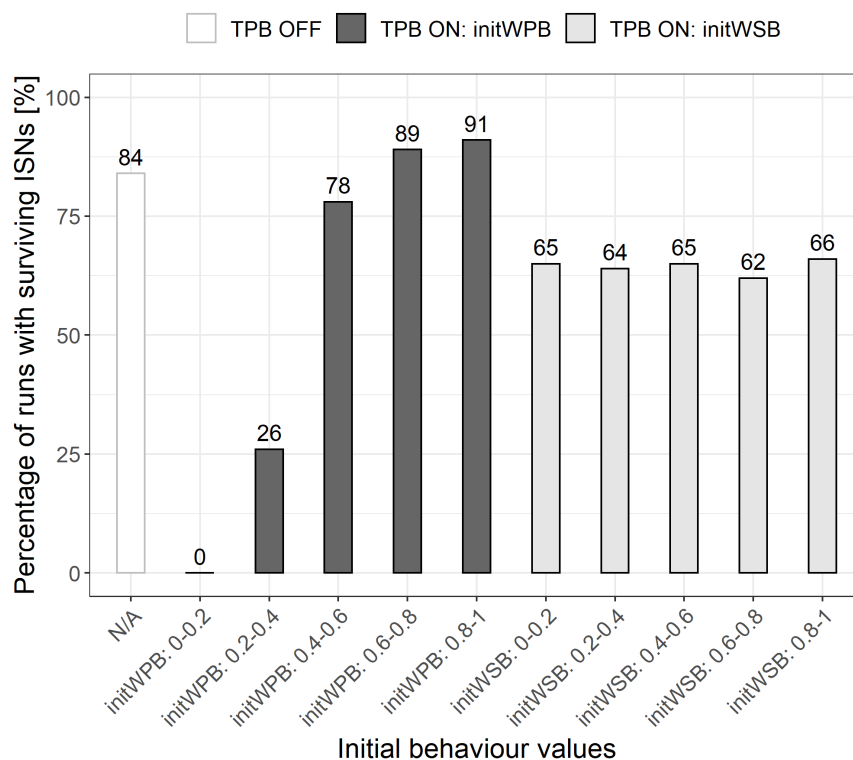 TPB OFF TPB ON: initWPB TPB ON: initWSB
Percentage of runs with surviving ISNs [%]
100
75
50
25
0
84
0
26
78
89
91
65
64
65
62
66
N/A
initWPB: 0-0.2
initWPB: 0.2-0.4
initWPB: 0.4-0.6
initWPB: 0.6-0.8
initWPB: 0.8-1
initWSB: 0-0.2
initWSB: 0.2-0.4
initWSB: 0.4-0.6
initWSB: 0.6-0.8
initWSB: 0.8-1
Initial behaviour values